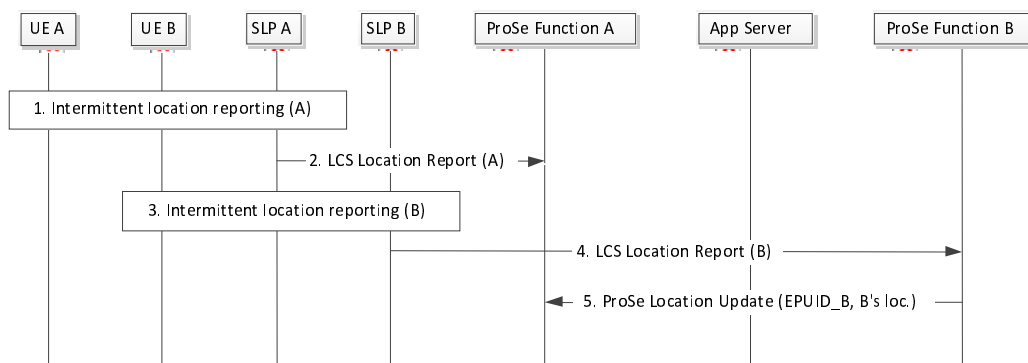 UE A
UE B
SLP A
SLP B
ProSe Function A
App Server
ProSe Function B
1. Intermittent location reporting (A)
2. LCS Location Report (A)
3. Intermittent location reporting (B)
4. LCS Location Report (B)
5. ProSe Location Update (EPUID_B, B's loc.)